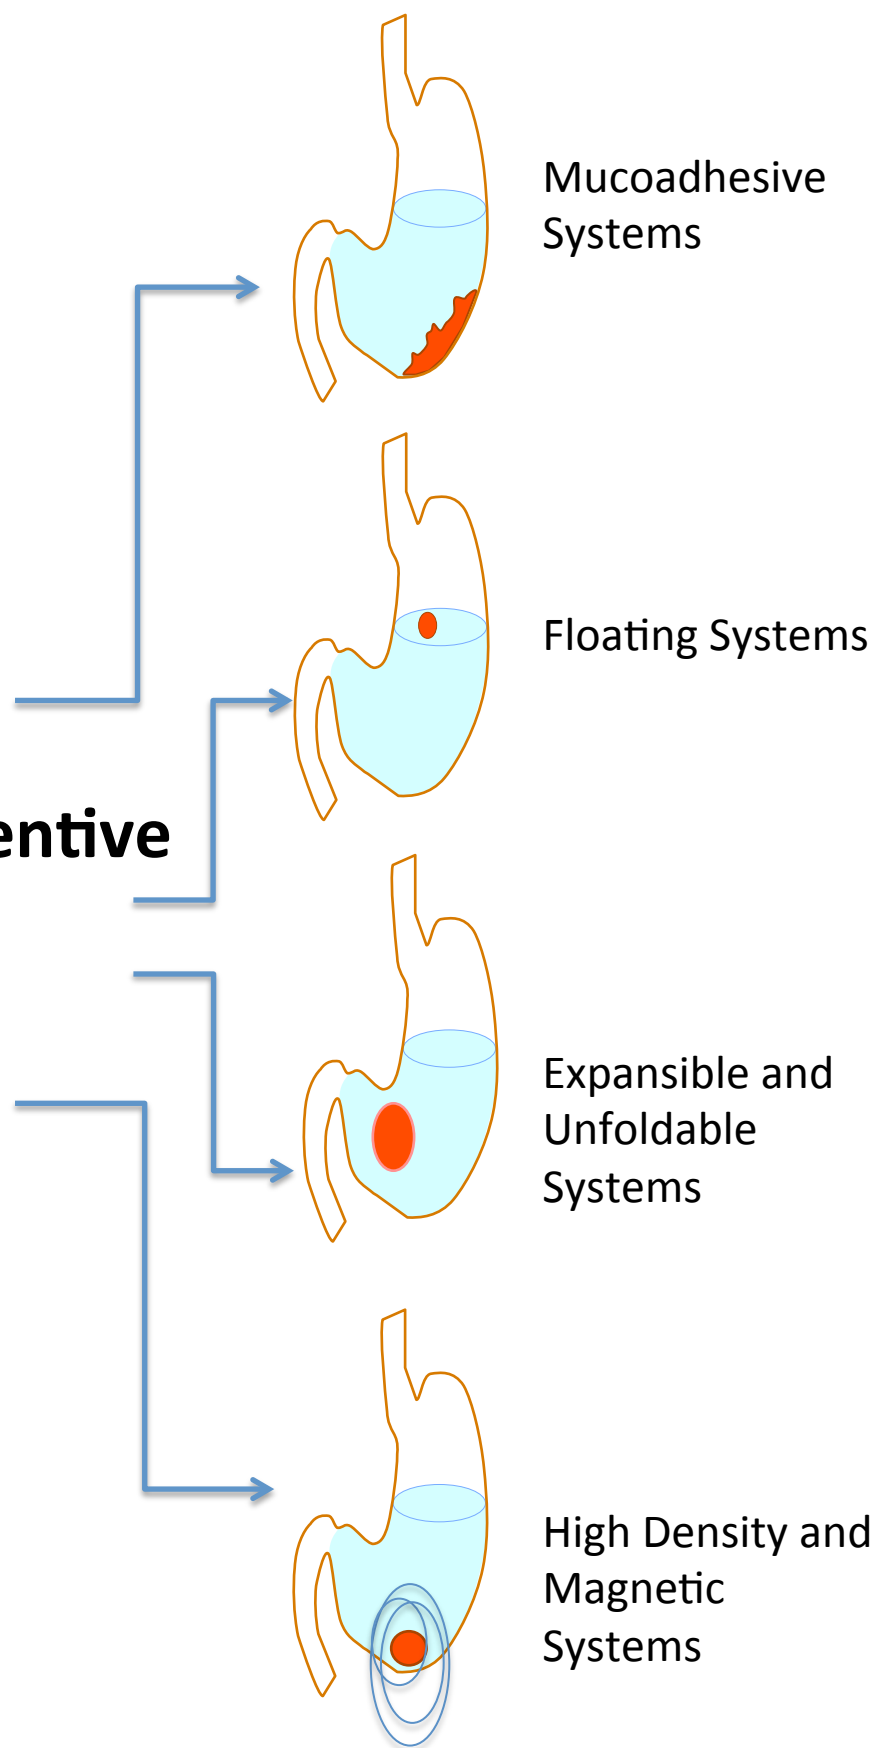 Mucoadhesive
Systems
Floating Systems
entive
Expansible and
Unfoldable
Systems
High Density and
Magnetic
Systems